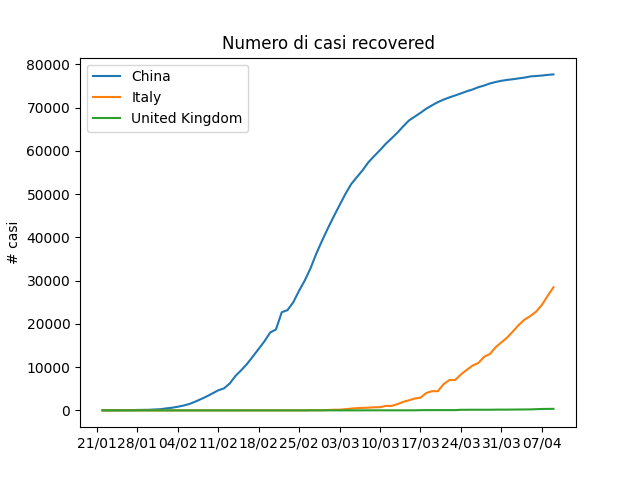 Numero di casi recovered
China
Italy
United Kingdom
# casi
80000
70000
60000
50000
40000
30000
20000
10000
0
21/01 28/01 04/02 11/02 18/02 25/02 03/03 10/03 17/03 24/03 31/03 07/04